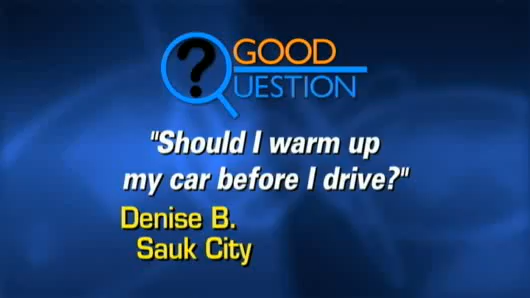 ?
GOOD
QUESTION
"Should I warm up
my car before I drive?"
Denise B.
Sauk City